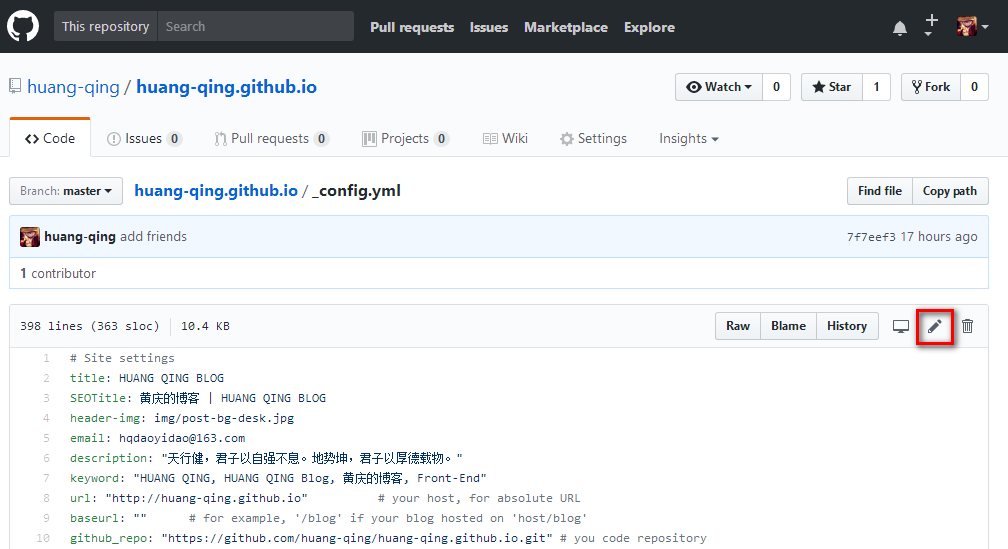 This repository Search Pull requests Issues Marketplace Explore
huang-qing / huang-qing.github.io Watch 0 Star 1 Fork 0
Code Issues 0 Pull requests 0 Projects 0 Wiki Settings Insights
Branch: master huang-qing.github.io / _config.yml Find file Copy path
huang-qing add friends 7f7eef3 17 hours ago
1 contributor
398 lines (363 sloc) 10.4 KB Raw Blame History
1 # Site settings
2 title: HUANG QING BLOG
3 SEOTitle: 黄庆的博客 | HUANG QING BLOG
4 header-img: img/post-bg-desk.jpg
5 email: hqdaoyidao@163.com
6 description: "天行健，君子以自强不息。地势坤，君子以厚德载物。"
7 keyword: "HUANG QING, HUANG QING Blog, 黄庆的博客, Front-End"
8 url: "http://huang-qing.github.io" # your host, for absolute URL
9 baseurl: "" # for example, '/blog' if your blog hosted on 'host/blog'
10 github_repo: "https://github.com/huang-qing/huang-qing.github.io.git" # you code repository